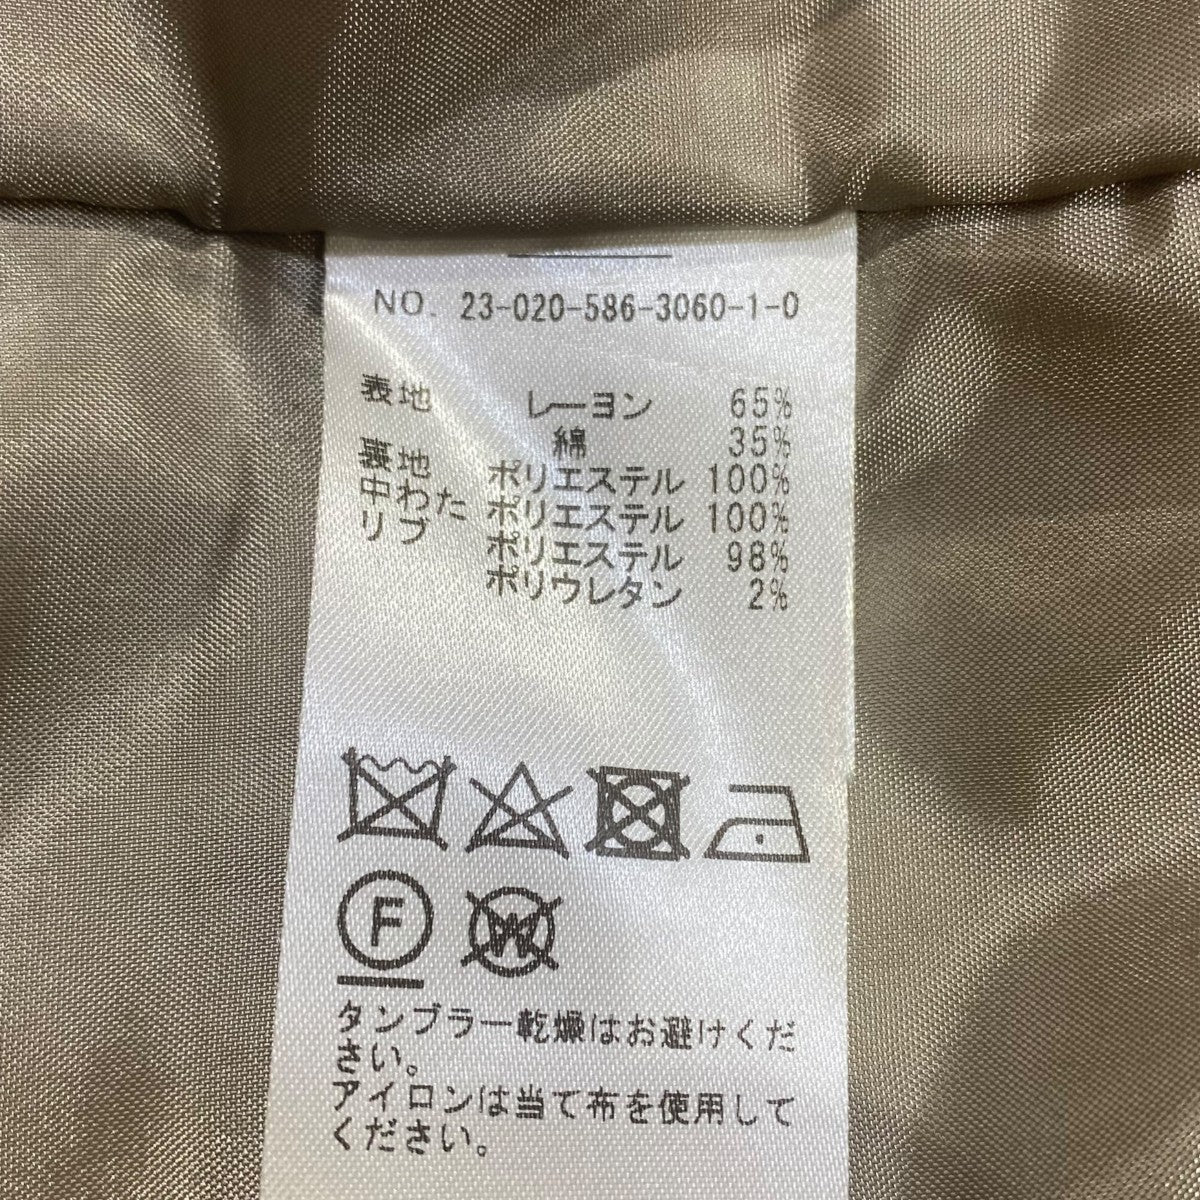 NO. 23-020-586-3060-1-0
表地 レーヨン 65%
綿 35%
裏地 ポリエステル 100%
中わた ポリエステル 100%
リブ ポリエステル 98%
ポリウレタン 2%
F W
タンブラー乾燥はお避けくだ
さい。
アイロンは当て布を使用して
ください。